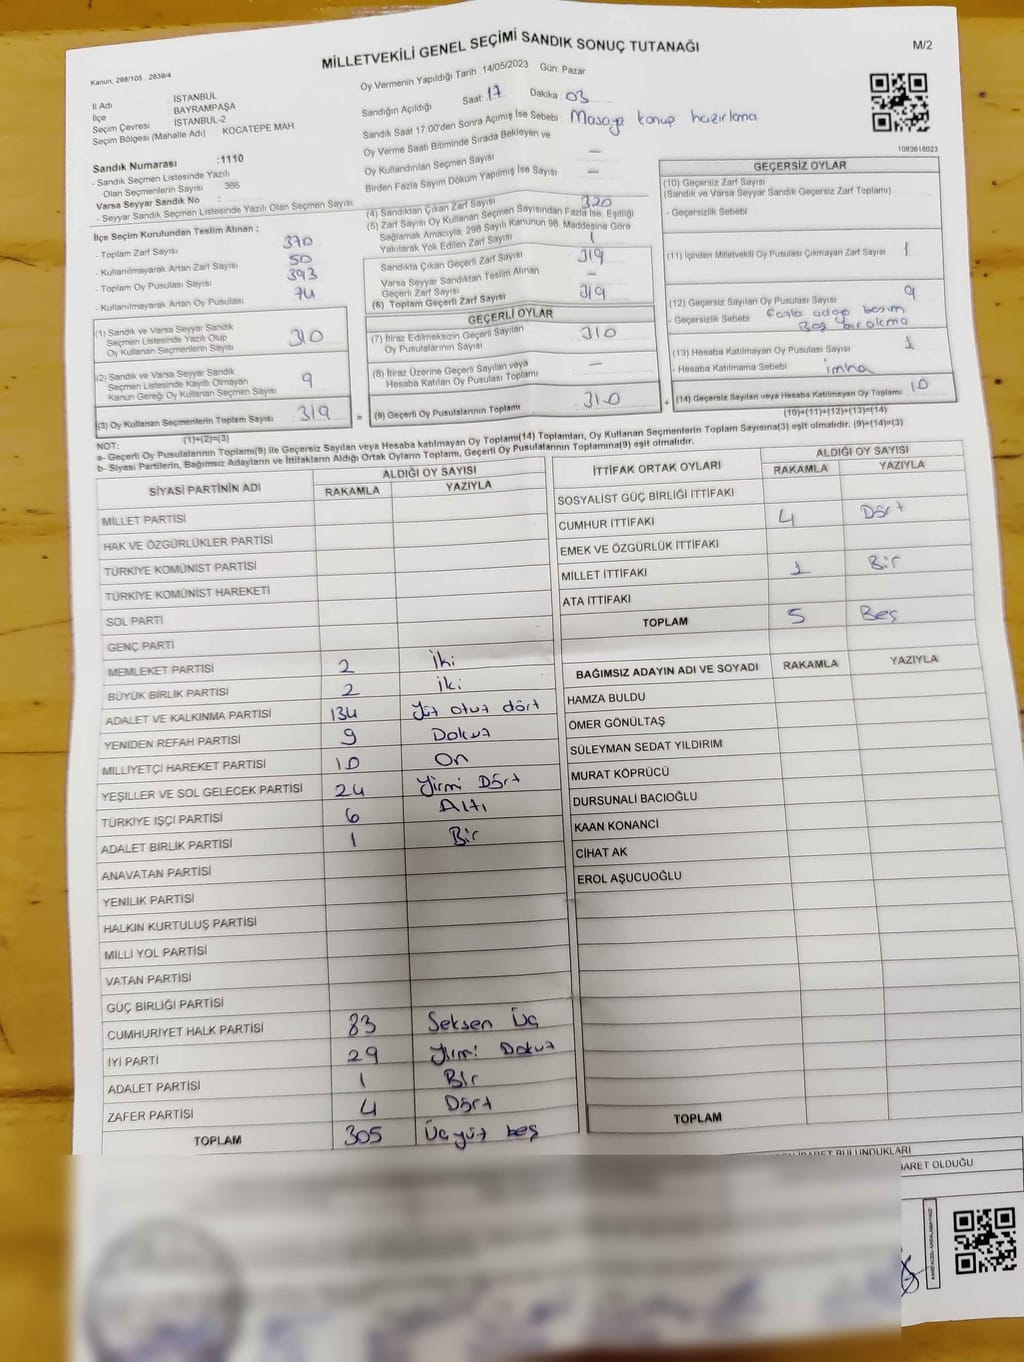 MİLLETVEKİLİ GENEL SEÇİMİ SANDIK SONUÇ TUTANAĞI
M/2
Kanun: 298/105 , 2839/4
Oy Vermenin Yapıldığı Tarih :14/05/2023 Gün: Pazar
İl Adı : İSTANBUL
İlçe : BAYRAMPAŞA
Seçim Çevresi : İSTANBUL-2
Seçim Bölgesi (Mahalle Adı) : KOCATEPE MAH.
Sandığın Açıldığı Saat: 17 Dakika : 03
Sandık Saat 17:00'den Sonra Açımış İse Sebebi: Masaya konup hazırlama
Oy Verme Saati Bitiminde Sırada Bekleyen ve
Oy Kullandırılan Seçmen Sayısı —
Birden Fazla Sayım Döküm Yapılmış İse Sayısı —
1083618023
Sandık Numarası :1110
- Sandık Seçmen Listesinde Yazılı
Olan Seçmenlerin Sayısı : 366
Varsa Seyyar Sandık No :
- Seyyar Sandık Seçmen Listesinde Yazılı Olan Seçmen Sayısı :
İlçe Seçim Kurulundan Teslim Alınan :
- Toplam Zarf Sayısı 370
- Kullanılmayarak Artan Zarf Sayısı 50
- Toplam Oy Pusulası Sayısı 393
- Kullanılmayarak Artan Oy Pusulası 74
(1) Sandık ve Varsa Seyyar Sandık
Seçmen Listesinde Yazılı Olup
Oy Kullanan Seçmenlerin Sayısı 310
(2) Sandık ve Varsa Seyyar Sandık
Seçmen Listesinde Kayıtlı Olmayan
Kanun Gereği Oy Kullanan Seçmen Sayısı 9
(3) Oy Kullanan Seçmenlerin Toplam Sayısı 319
(1)+(2)=(3)
(4) Sandıktan Çıkan Zarf Sayısı 320
(5) Zarf Sayısı Oy Kullanan Seçmen Sayısından Fazla İse, Eşitliği
Sağlamak Amacıyla; 298 Sayılı Kanunun 98. Maddesine Göre
Yakılarak Yok Edilen Zarf Sayısı 1
Sandıkta Çıkan Geçerli Zarf Sayısı 319
Varsa Seyyar Sandıktan Teslim Alınan
Geçerli Zarf Sayısı —
(6) Toplam Geçerli Zarf Sayısı 319
GEÇERLİ OYLAR
(7) İtiraz Edilmeksizin Geçerli Sayılan
Oy Pusulalarının Sayısı 310
(8) İtiraz Üzerine Geçerli Sayılan veya
Hesaba Katılan Oy Pusulası Toplamı —
= (9) Geçerli Oy Pusulalarının Toplamı 310 +
GEÇERSİZ OYLAR
(10) Geçersiz Zarf Sayısı
(Sandık ve Varsa Seyyar Sandık Geçersiz Zarf Toplamı)
- Geçersizlik Sebebi
(11) İçinden Milletvekili Oy Pusulası Çıkmayan Zarf Sayısı 1
(12) Geçersiz Sayılan Oy Pusulası Sayısı 9
- Geçersizlik Sebebi fazla adap basım
Boş bırakma
(13) Hesaba Katılmayan Oy Pusulası Sayısı 1
- Hesaba Katılmama Sebebi imha
(14) Geçersiz Sayılan veya Hesaba Katılmayan Oy Toplamı 10
(10)+(11)+(12)+(13)=(14)
NOT:
a- Geçerli Oy Pusulalarının Toplamı(9) ile Geçersiz Sayılan veya Hesaba katılmayan Oy Toplamı(14) Toplamları, Oy Kullanan Seçmenlerin Toplam Sayısına(3) eşit olmalıdır. (9)+(14)=(3)
b- Siyasi Partilerin, Bağımsız Adayların ve İttifakların Aldığı Ortak Oyların Toplamı, Geçerli Oy Pusulalarının Toplamına(9) eşit olmalıdır.
SİYASİ PARTİNİN ADI ALDIĞI OY SAYISI
RAKAMLA YAZIYLA
MİLLET PARTİSİ
HAK VE ÖZGÜRLÜKLER PARTİSİ
TÜRKİYE KOMÜNİST PARTİSİ
TÜRKİYE KOMÜNİST HAREKETİ
SOL PARTİ
GENÇ PARTİ
MEMLEKET PARTİSİ 2 İki
BÜYÜK BİRLİK PARTİSİ 2 İki
ADALET VE KALKINMA PARTİSİ 134 Yüz otuz dört
YENİDEN REFAH PARTİSİ 9 Dokuz
MİLLİYETÇİ HAREKET PARTİSİ 10 On
YEŞİLLER VE SOL GELECEK PARTİSİ 24 Yirmi Dört
TÜRKİYE İŞÇİ PARTİSİ 6 Altı
ADALET BİRLİK PARTİSİ 1 Bir
ANAVATAN PARTİSİ
YENİLİK PARTİSİ
HALKIN KURTULUŞ PARTİSİ
MİLLİ YOL PARTİSİ
VATAN PARTİSİ
GÜÇ BİRLİĞİ PARTİSİ
CUMHURİYET HALK PARTİSİ 83 Seksen Üç
İYİ PARTİ 29 Yirmi Dokuz
ADALET PARTİSİ 1 Bir
ZAFER PARTİSİ 4 Dört
TOPLAM 305 Üçyüz beş
İTTİFAK ORTAK OYLARI ALDIĞI OY SAYISI
RAKAMLA YAZIYLA
SOSYALİST GÜÇ BİRLİĞİ İTTİFAKI
CUMHUR İTTİFAKI 4 Dört
EMEK VE ÖZGÜRLÜK İTTİFAKI
MİLLET İTTİFAKI 1 Bir
ATA İTTİFAKI
TOPLAM 5 Beş
BAĞIMSIZ ADAYIN ADI VE SOYADI RAKAMLA YAZIYLA
HAMZA BULDU
ÖMER GÖNÜLTAŞ
SÜLEYMAN SEDAT YILDIRIM
MURAT KÖPRÜCÜ
DURSUNALİ BACIOĞLU
KAAN KONANCİ
CİHAT AK
EROL AŞUCUOĞLU
TOPLAM
BULUNDUKLARI
İŞARET OLDUĞU